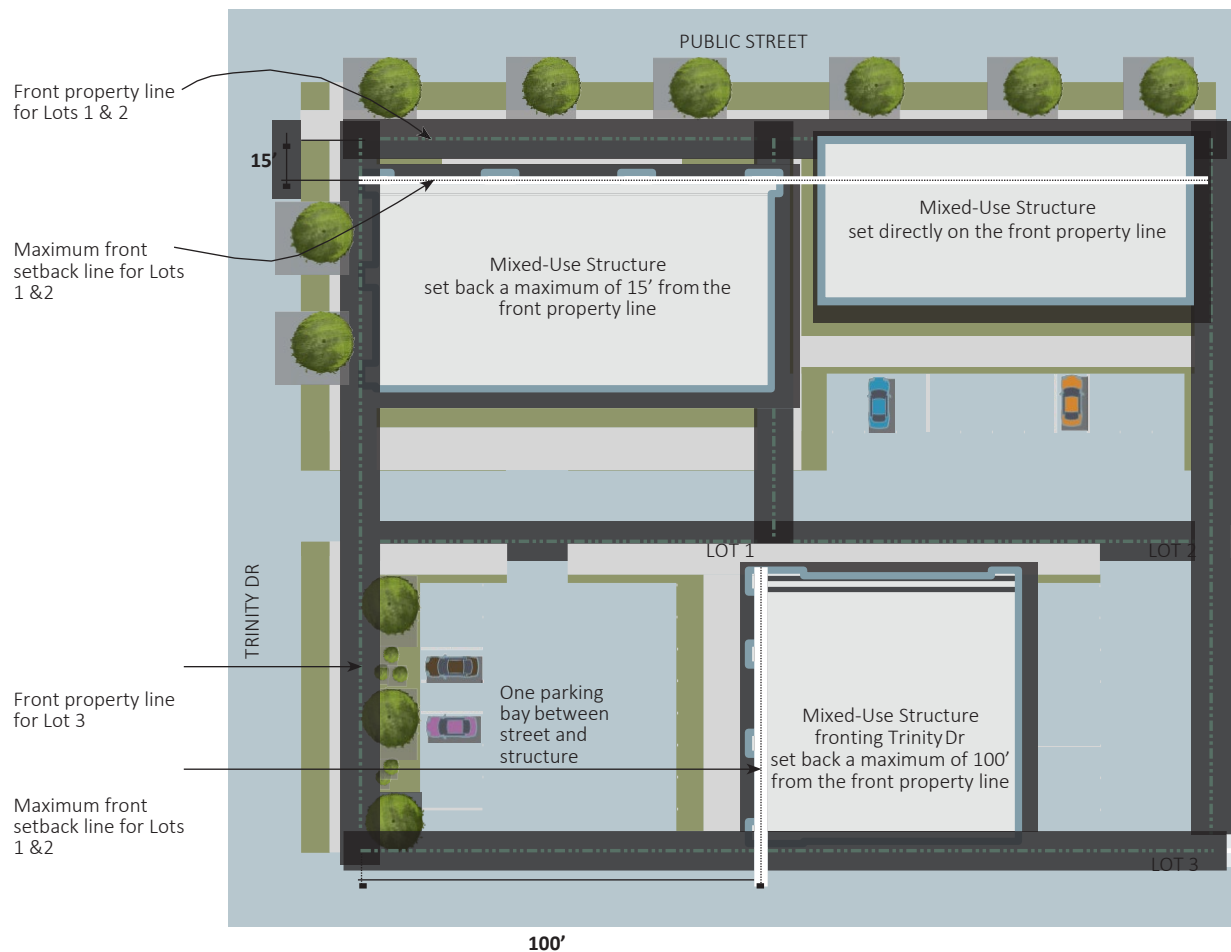 PUBLIC STREET
Front property line
for Lots 1 & 2
15’
Mixed-Use Structure
set directly on the front property line
Maximum front
setback line for Lots
1 &2
Mixed-Use Structure
set back a maximum of 15’ from the
front property line
LOT 1
LOT 2
TRINITY DR
Front property line
for Lot 3
One parking
bay between
street and
structure
Mixed-Use Structure
fronting Trinity Dr
set back a maximum of 100’
from the front property line
Maximum front
setback line for Lots
1 &2
LOT 3
100’